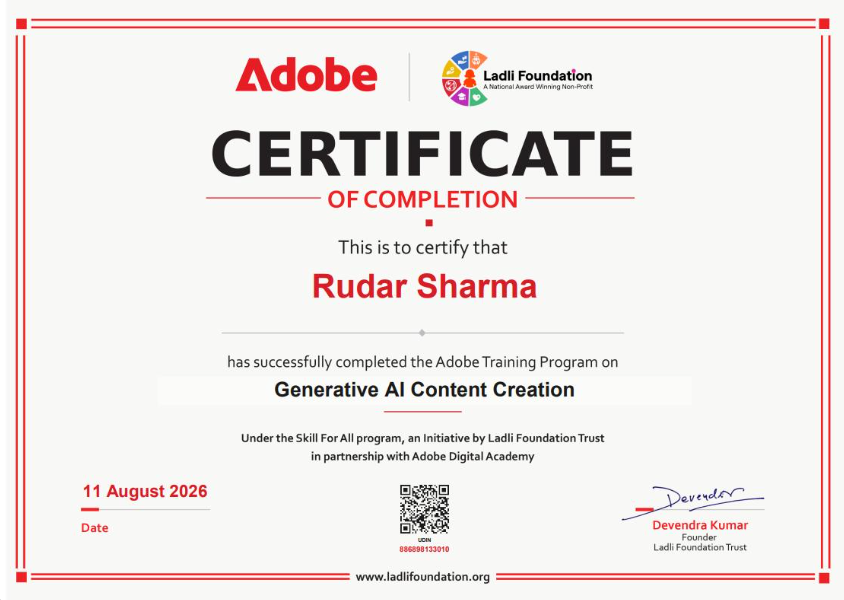 Adobe
Ladli Foundation
A National Award Winning Non-Profit
CERTIFICATE
OF COMPLETION
This is to certify that
Rudar Sharma
has successfully completed the Adobe Training Program on
Generative AI Content Creation
Under the Skill For All program, an Initiative by Ladli Foundation Trust
in partnership with Adobe Digital Academy
11 August 2026
Date
UDIN
886898133010
Devendor
Devendra Kumar
Founder
Ladli Foundation Trust
www.ladlifoundation.org